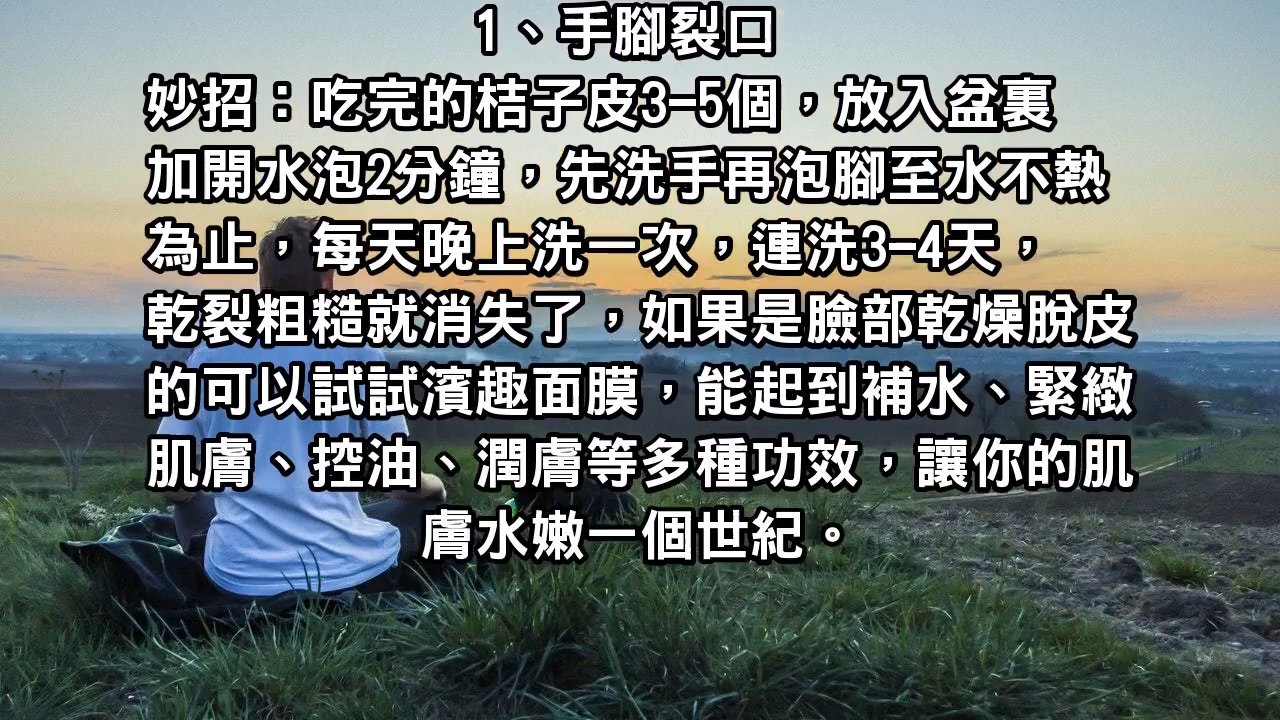 1、手腳裂口
妙招：吃完的桔子皮3-5個，放入盆裏
加開水泡2分鐘，先洗手再泡腳至水不熱
為止，每天晚上洗一次，連洗3-4天，
乾裂粗糙就消失了，如果是臉部乾燥脫皮
的可以試試濱趣面膜，能起到補水、緊緻
肌膚、控油、潤膚等多種功效，讓你的肌
膚水嫩一個世紀。